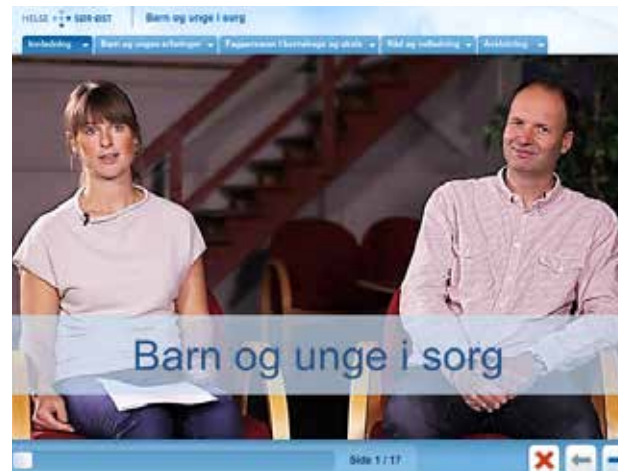 HELSE SØR-ØST Barn og unge i sorg
Innledning Barn og unges erfaringer Fagpersoner i barnehage og skole Råd og veiledning Avslutning
Barn og unge i sorg
Side 1 / 17